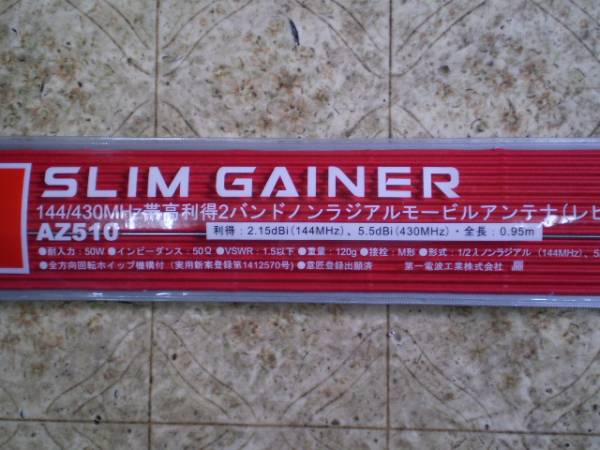 SLIM GAINER
144/430MHz帯高利得2バンドノンラジアルモービルアンテナ(レピ
AZ510 利得:2.15dBi(144MHz)、5.5dBi(430MHz)・全長:0.95m
●耐入力:50W ●インピーダンス:50Ω ●VSWR:1.5以下 ●重量:120g ●接栓:M形 ●形式:1/2λノンラジアル(144MHz)、5
●全方向回転ホイップ機構付(実用新案登録第1412570号) ●意匠登録出願済 第一電波工業株式会社